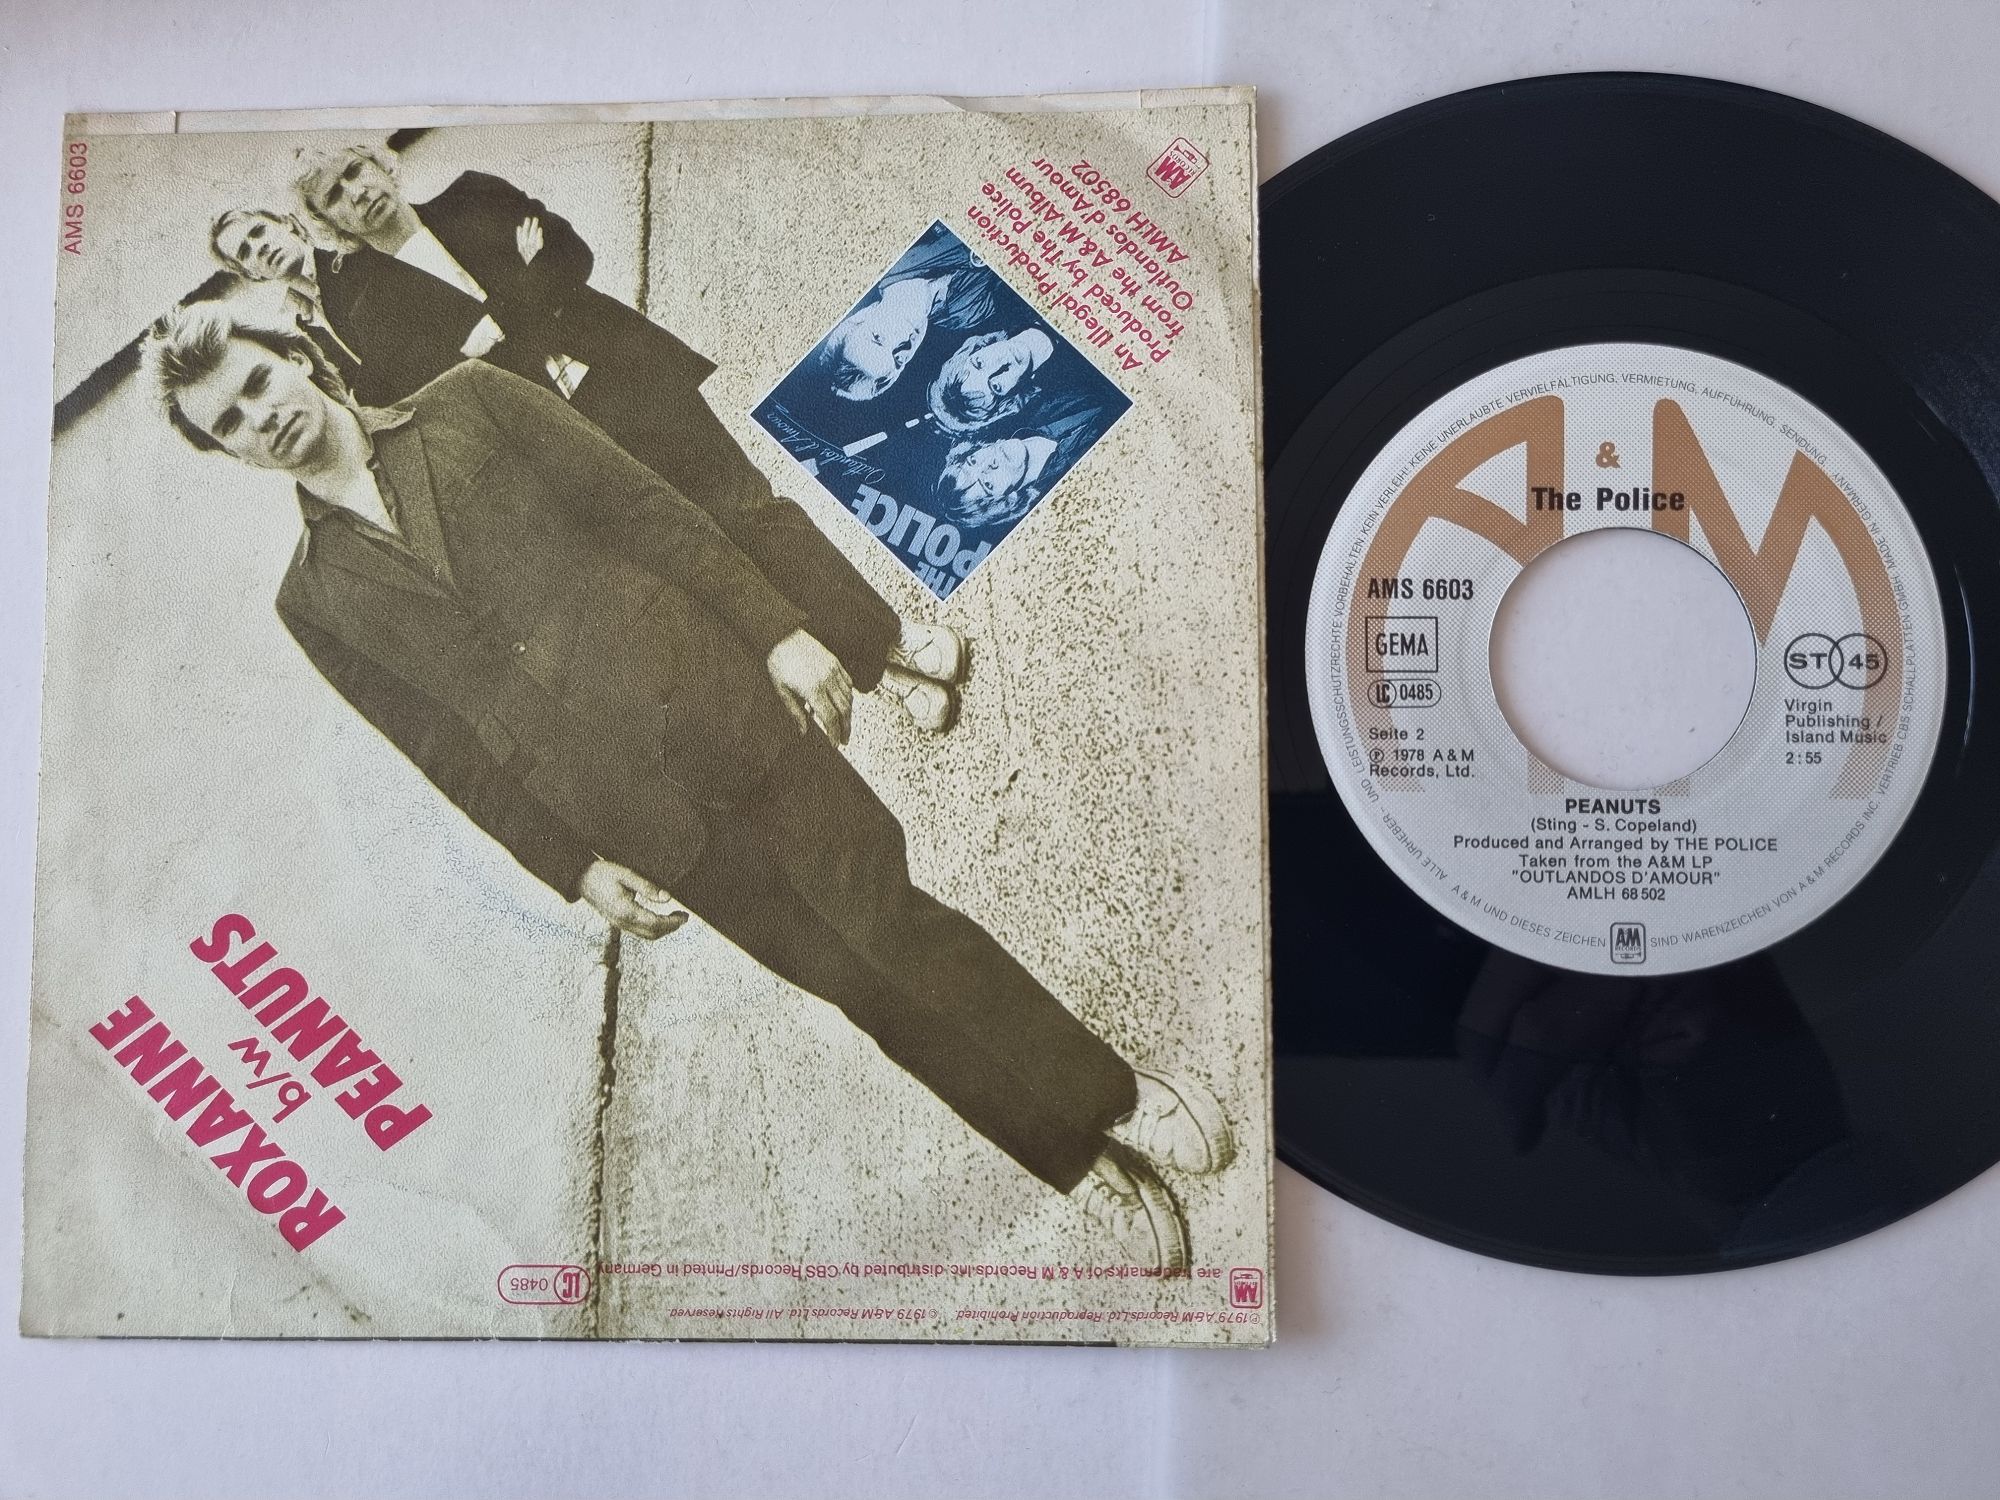 AMS 6603
A&M
RECORDS
An Illegal Production
Produced by The Police
from the A&M Album
Outlandos d'Amour
AMLH 68502
THE
POLICE
Outlandos d'Amour
ROXANNE
b/w
PEANUTS
LC 0485
are trademarks of A & M Records Inc. distributed by CBS Records/Printed in Germany
℗ 1979 A&M Records Ltd. Reproduction Prohibited. © 1979 A&M Records Ltd. All Rights Reserved.
A & M
The Police
AMS 6603
GEMA
LC 0485
Seite 2
℗ 1978 A & M
Records, Ltd.
ST 45
Virgin
Publishing /
Island Music
2:55
PEANUTS
(Sting - S. Copeland)
Produced and Arranged by THE POLICE
Taken from the A&M LP
"OUTLANDOS D'AMOUR"
AMLH 68 502
ALLE URHEBER- UND LEISTUNGSSCHUTZRECHTE VORBEHALTEN KEIN VERLEIH! KEINE UNERLAUBTE VERVIELFÄLTIGUNG, VERMIETUNG, AUFFÜHRUNG, SENDUNG
MADE IN GERMANY
VERTRIEB CBS SCHALLPLATTEN GMBH
A & M UND DIESES ZEICHEN AM RECORDS SIND WARENZEICHEN VON A & M RECORDS INC.